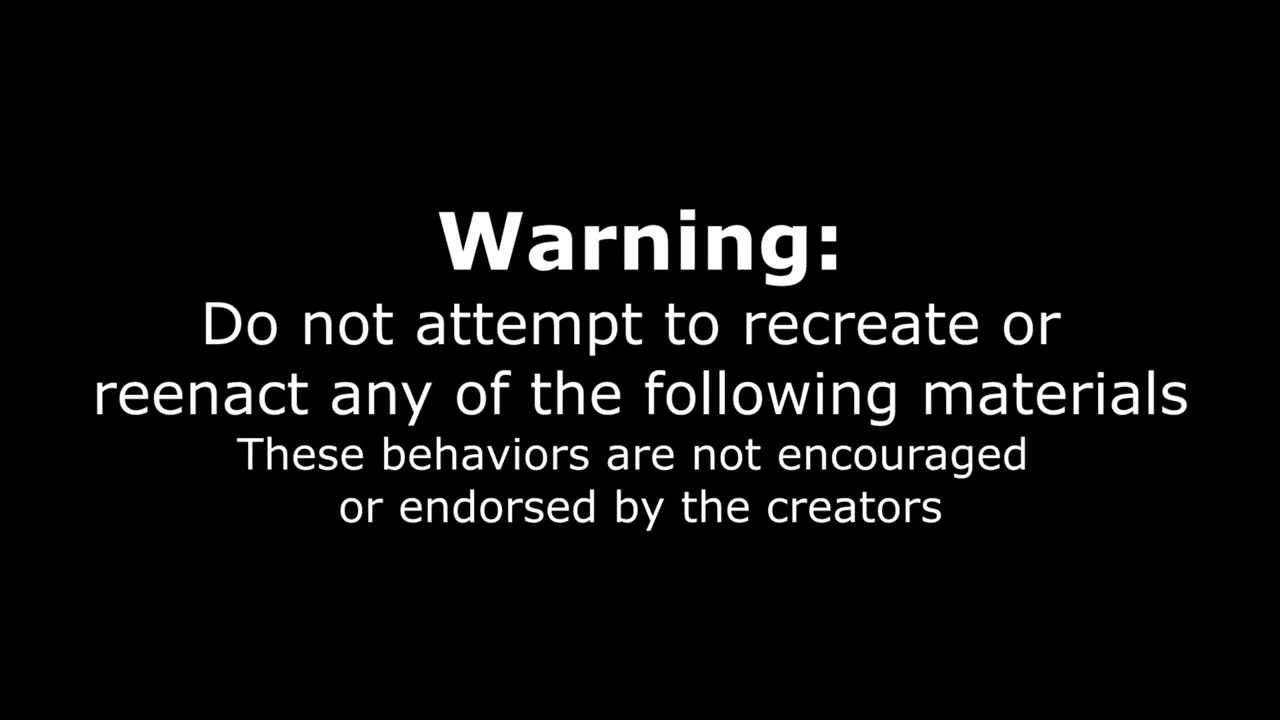 Warning:
Do not attempt to recreate or
reenact any of the following materials
These behaviors are not encouraged
or endorsed by the creators